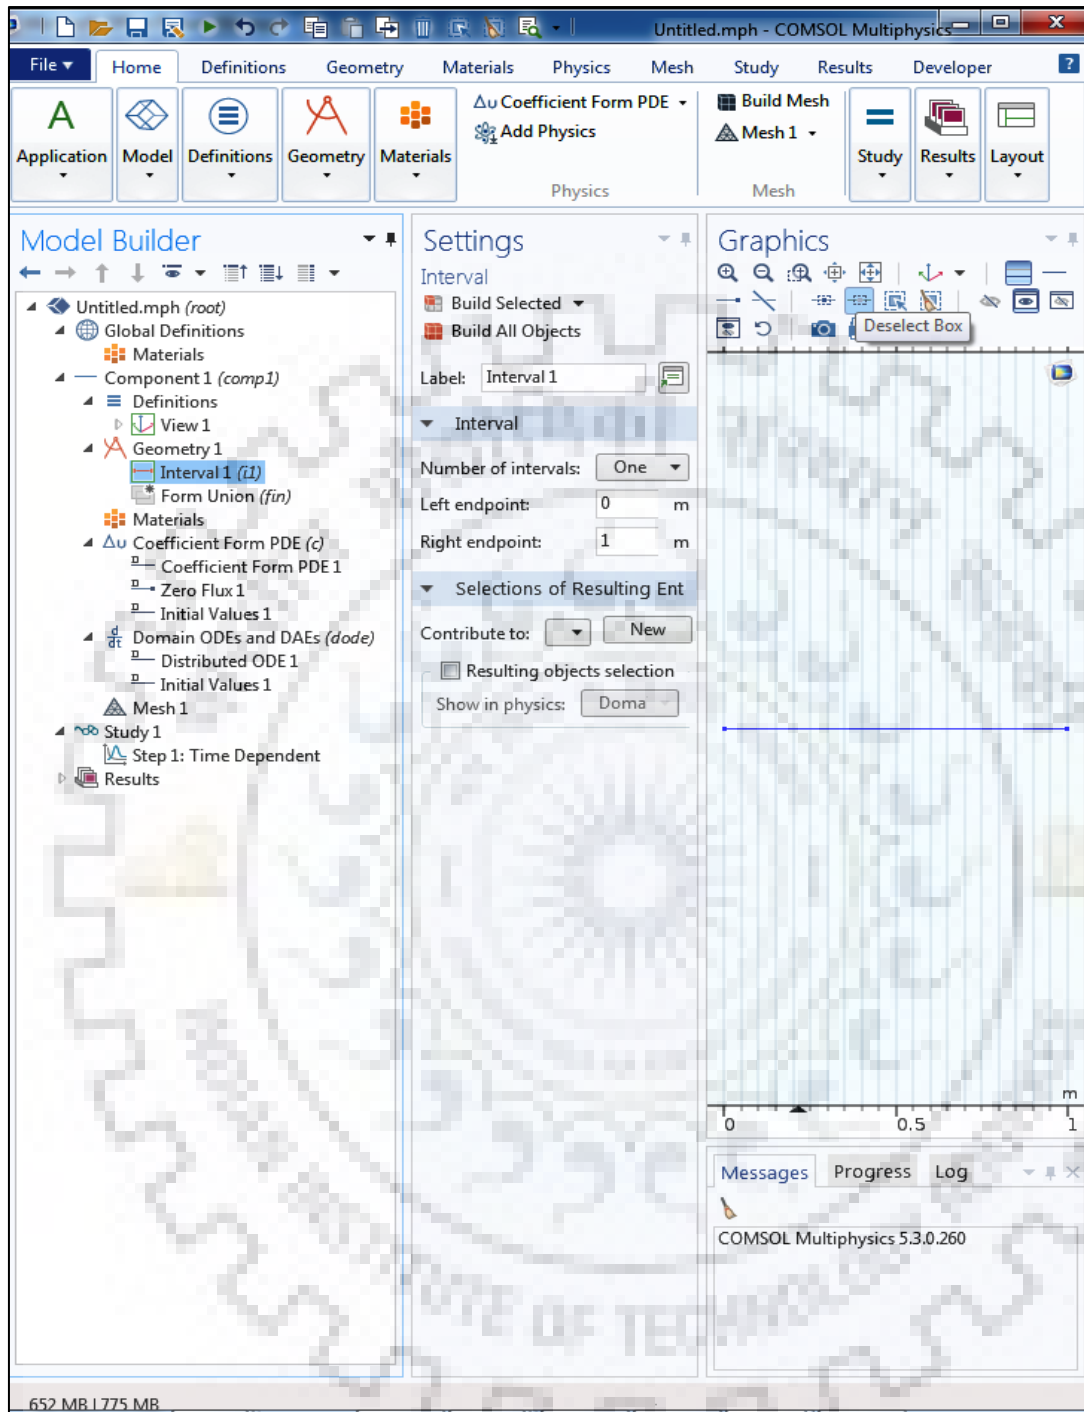 Untitled.mph - COMSOL Multiphysics
File Home Definitions Geometry Materials Physics Mesh Study Results Developer ?
Δu Coefficient Form PDE
Add Physics
Build Mesh
Mesh 1
Application Model Definitions Geometry Materials Study Results Layout
Physics Mesh
Model Builder
Untitled.mph (root)
Global Definitions
Materials
Component 1 (comp1)
Definitions
View 1
Geometry 1
Interval 1 (i1)
Form Union (fin)
Materials
Δu Coefficient Form PDE (c)
Coefficient Form PDE 1
Zero Flux 1
Initial Values 1
d/dt Domain ODEs and DAEs (dode)
Distributed ODE 1
Initial Values 1
Mesh 1
Study 1
Step 1: Time Dependent
Results
Settings
Interval
Build Selected
Build All Objects
Label: Interval 1
Interval
Number of intervals: One
Left endpoint: 0 m
Right endpoint: 1 m
Selections of Resulting Ent
Contribute to: New
Resulting objects selection
Show in physics: Doma
Graphics
Deselect Box
m
0 0.5 1
Messages Progress Log
COMSOL Multiphysics 5.3.0.260
652 MB | 775 MB
OF TECHNOLOGY